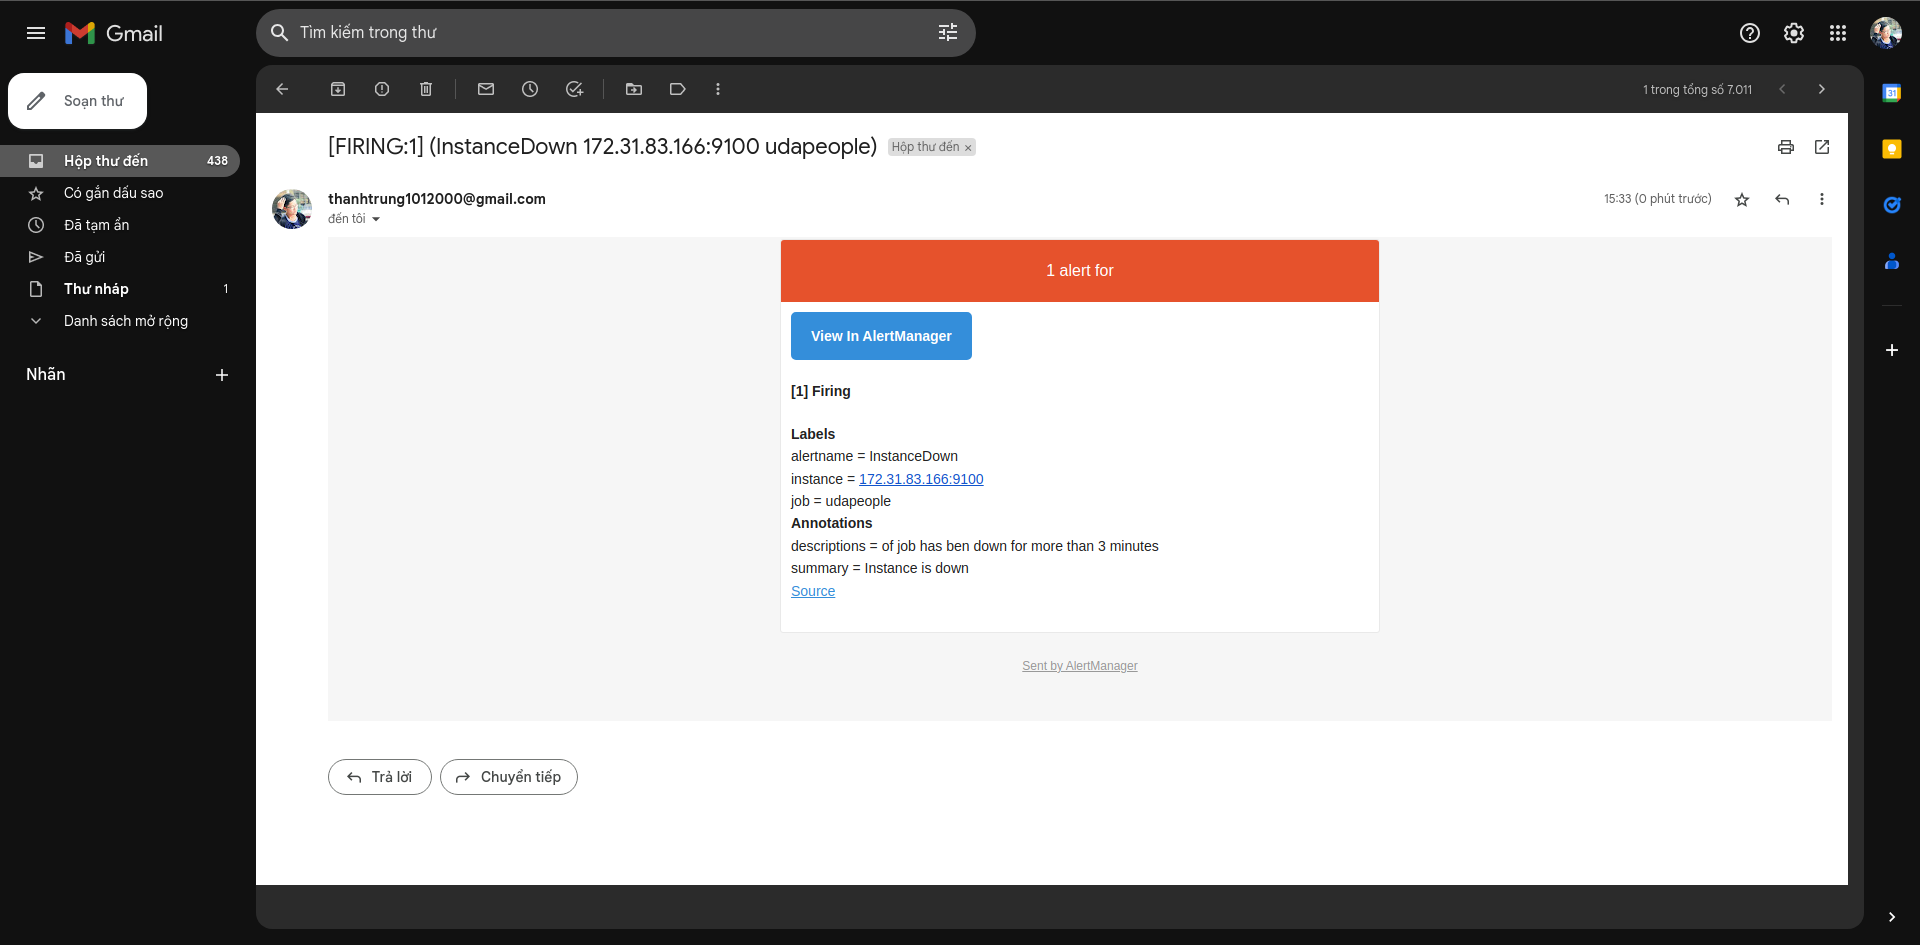 Gmail
Tìm kiếm trong thư
Soạn thư
1 trong tổng số 7.011
Hộp thư đến 438
Có gắn dấu sao
Đã tạm ẩn
Đã gửi
Thư nháp 1
Danh sách mở rộng
Nhãn
[FIRING:1] (InstanceDown 172.31.83.166:9100 udapeople) Hộp thư đến ×
thanhtrung1012000@gmail.com
15:33 (0 phút trước)
đến tôi
1 alert for
View In AlertManager
[1] Firing
Labels
alertname = InstanceDown
instance = 172.31.83.166:9100
job = udapeople
Annotations
descriptions = of job has ben down for more than 3 minutes
summary = Instance is down
Source
Sent by AlertManager
Trả lời
Chuyển tiếp
31